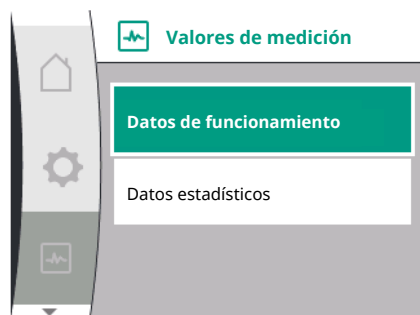 Valores de medición
Datos de funcionamiento
Datos estadísticos